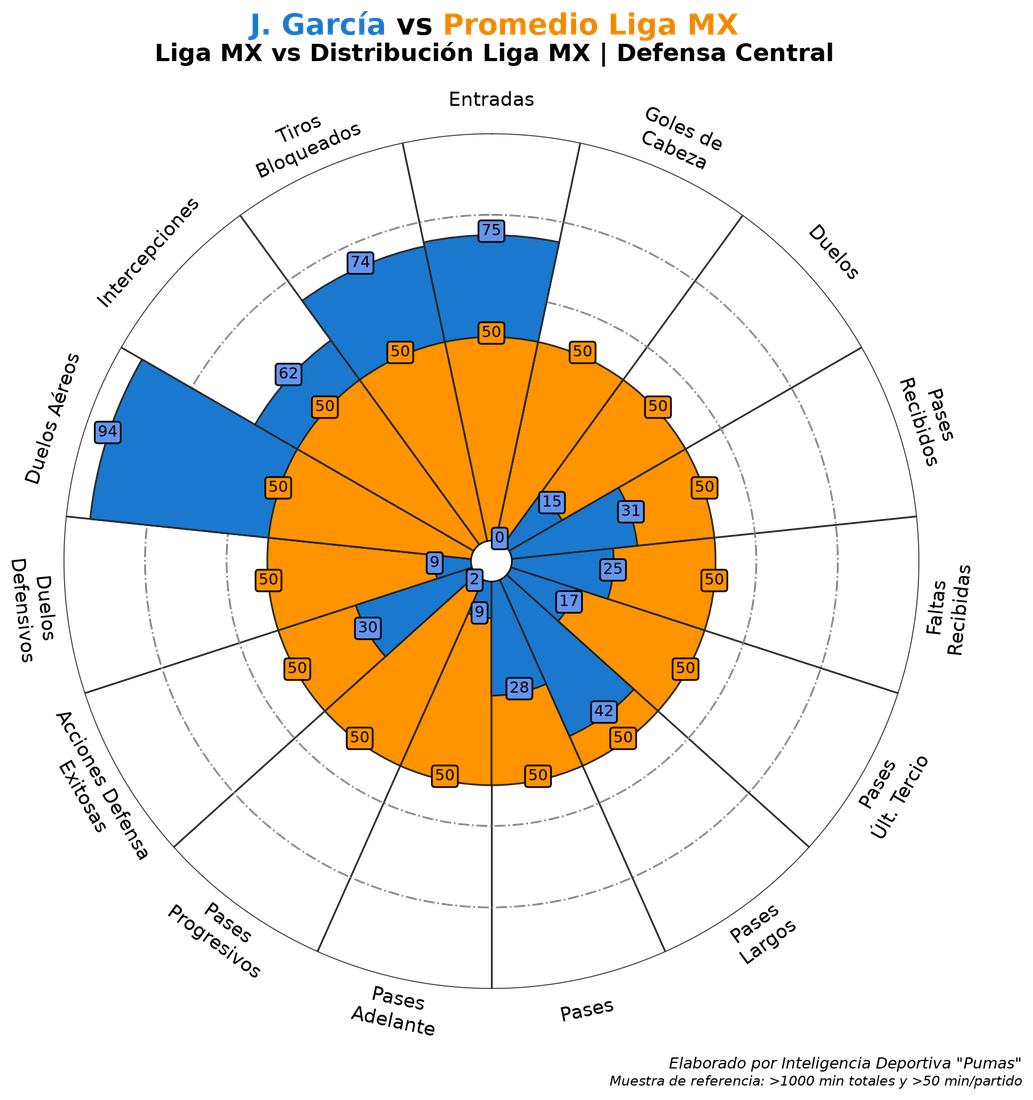 J. García vs Promedio Liga MX
Liga MX vs Distribución Liga MX | Defensa Central
Entradas
Goles de
Cabeza
Duelos
Pases
Recibidos
Faltas
Recibidas
Pases
Últ. Tercio
Pases
Largos
Pases
Pases
Adelante
Pases
Progresivos
Acciones Defensa
Exitosas
Duelos
Defensivos
Duelos Aéreos
Intercepciones
Tiros
Bloqueados
75
50
0
50
15
50
31
50
25
50
17
50
42
50
28
50
9
50
2
50
30
50
9
50
94
50
62
50
74
50
Elaborado por Inteligencia Deportiva "Pumas"
Muestra de referencia: >1000 min totales y >50 min/partido